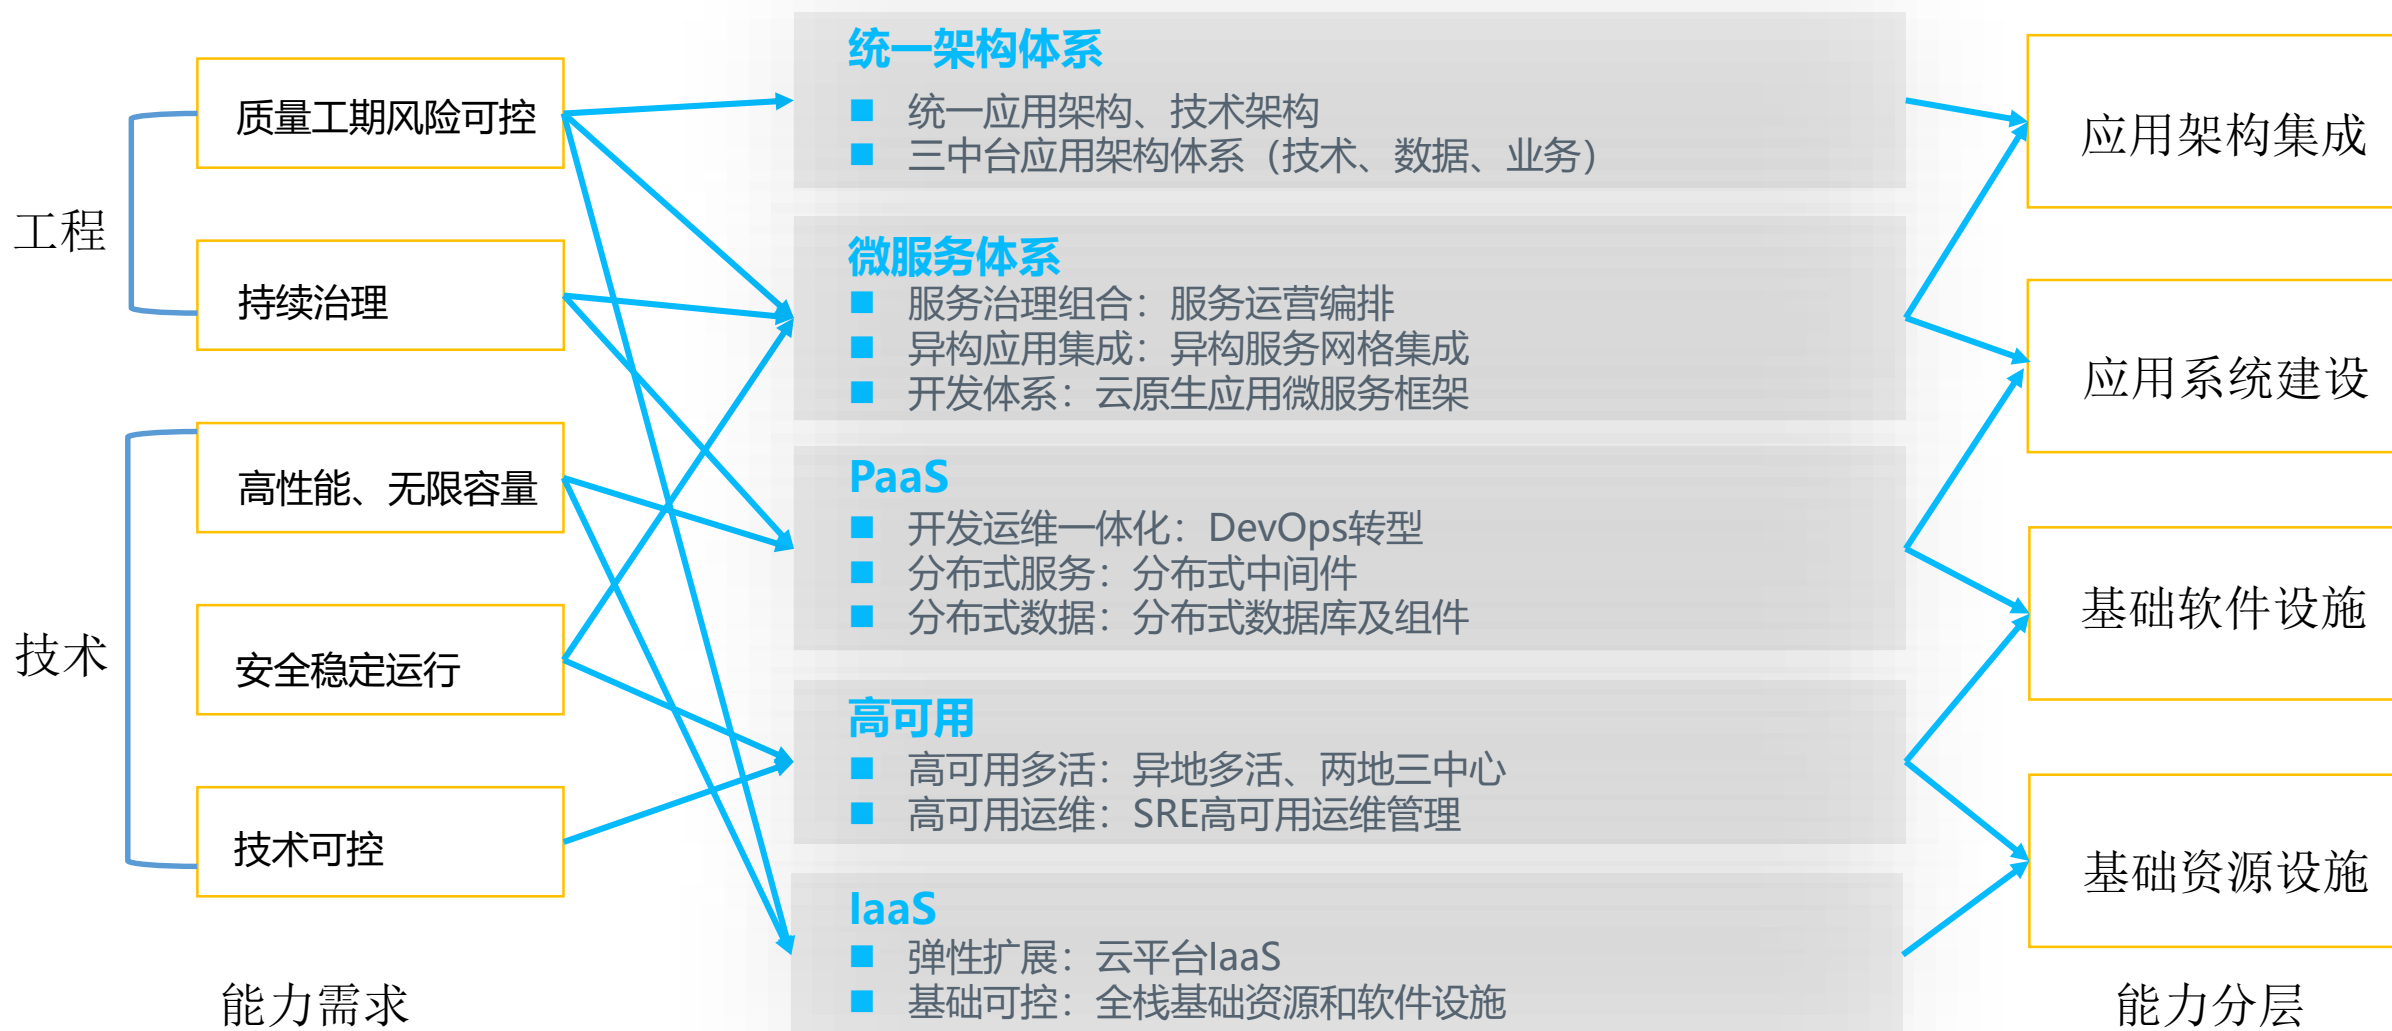 工程
质量工期风险可控
持续治理
技术
高性能、无限容量
安全稳定运行
技术可控
能力需求
统一架构体系
统一应用架构、技术架构
三中台应用架构体系（技术、数据、业务）
微服务体系
服务治理组合：服务运营编排
异构应用集成：异构服务网格集成
开发体系：云原生应用微服务框架
PaaS
开发运维一体化：DevOps转型
分布式服务：分布式中间件
分布式数据：分布式数据库及组件
高可用
高可用多活：异地多活、两地三中心
高可用运维：SRE高可用运维管理
IaaS
弹性扩展：云平台IaaS
基础可控：全栈基础资源和软件设施
应用架构集成
应用系统建设
基础软件设施
基础资源设施
能力分层